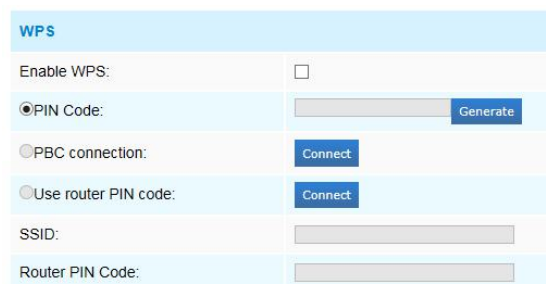 WPS
Enable WPS:
PIN Code: Generate
PBC connection: Connect
Use router PIN code: Connect
SSID:
Router PIN Code: